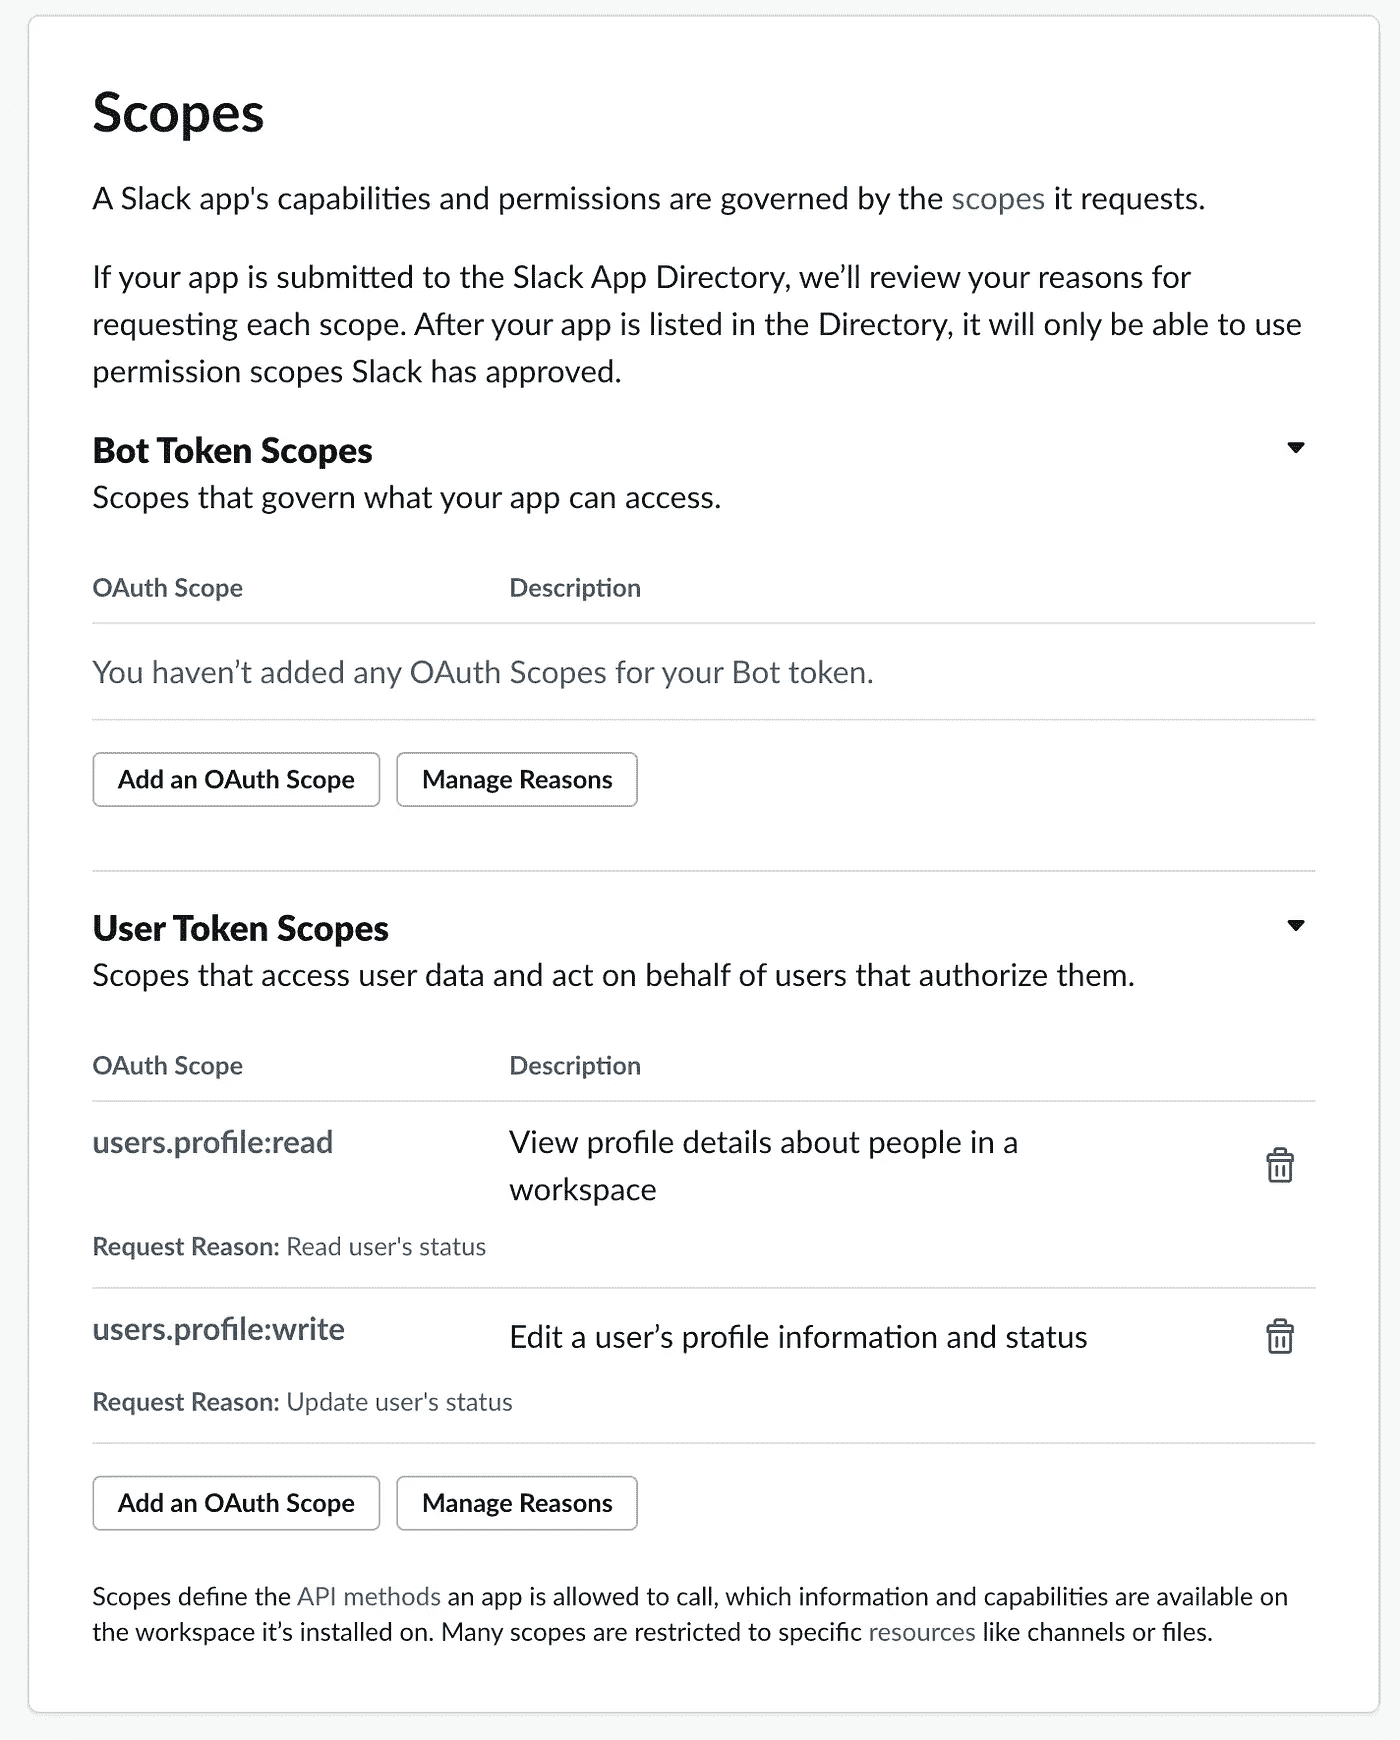 Scopes
A Slack app's capabilities and permissions are governed by the scopes it requests.
If your app is submitted to the Slack App Directory, we’ll review your reasons for
requesting each scope. After your app is listed in the Directory, it will only be able to use
permission scopes Slack has approved.
Bot Token Scopes
Scopes that govern what your app can access.
OAuth Scope Description
You haven’t added any OAuth Scopes for your Bot token.
Add an OAuth Scope Manage Reasons
User Token Scopes
Scopes that access user data and act on behalf of users that authorize them.
OAuth Scope Description
users.profile:read View profile details about people in a
workspace
Request Reason: Read user's status
users.profile:write Edit a user’s profile information and status
Request Reason: Update user's status
Add an OAuth Scope Manage Reasons
Scopes define the API methods an app is allowed to call, which information and capabilities are available on
the workspace it’s installed on. Many scopes are restricted to specific resources like channels or files.